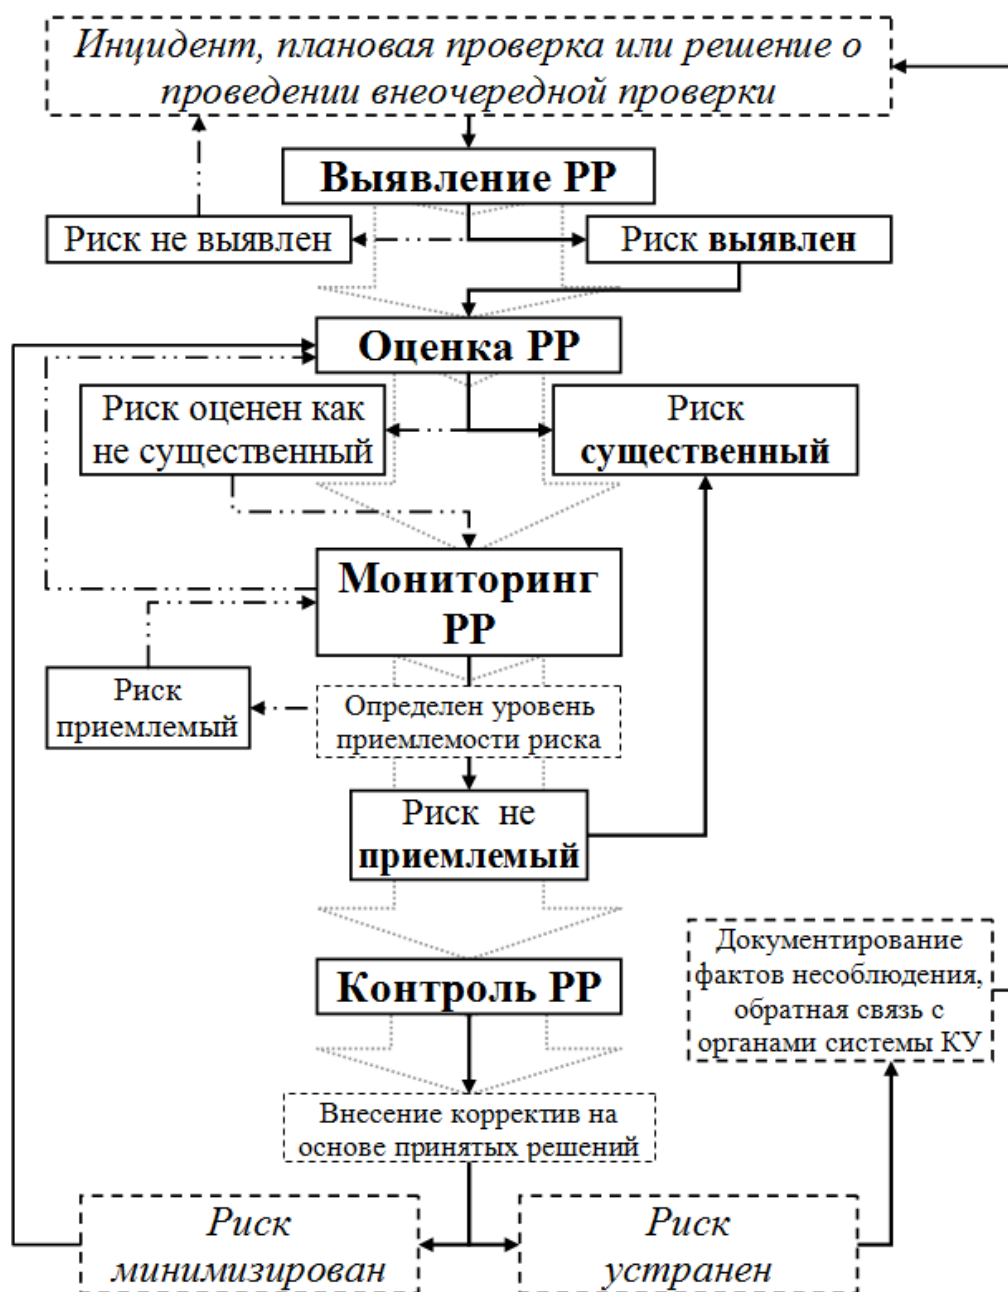 Инцидент, плановая проверка или решение о
проведении внеочередной проверки
Выявление РР
Риск не выявлен
Риск выявлен
Оценка РР
Риск оценен как
не существенный
Риск
существенный
Мониторинг
РР
Риск
приемлемый
Определен уровень
приемлемости риска
Риск не
приемлемый
Документирование
фактов несоблюдения,
обратная связь с
органами системы КУ
Контроль РР
Внесение корректив на
основе принятых решений
Риск
минимизирован
Риск
устранен